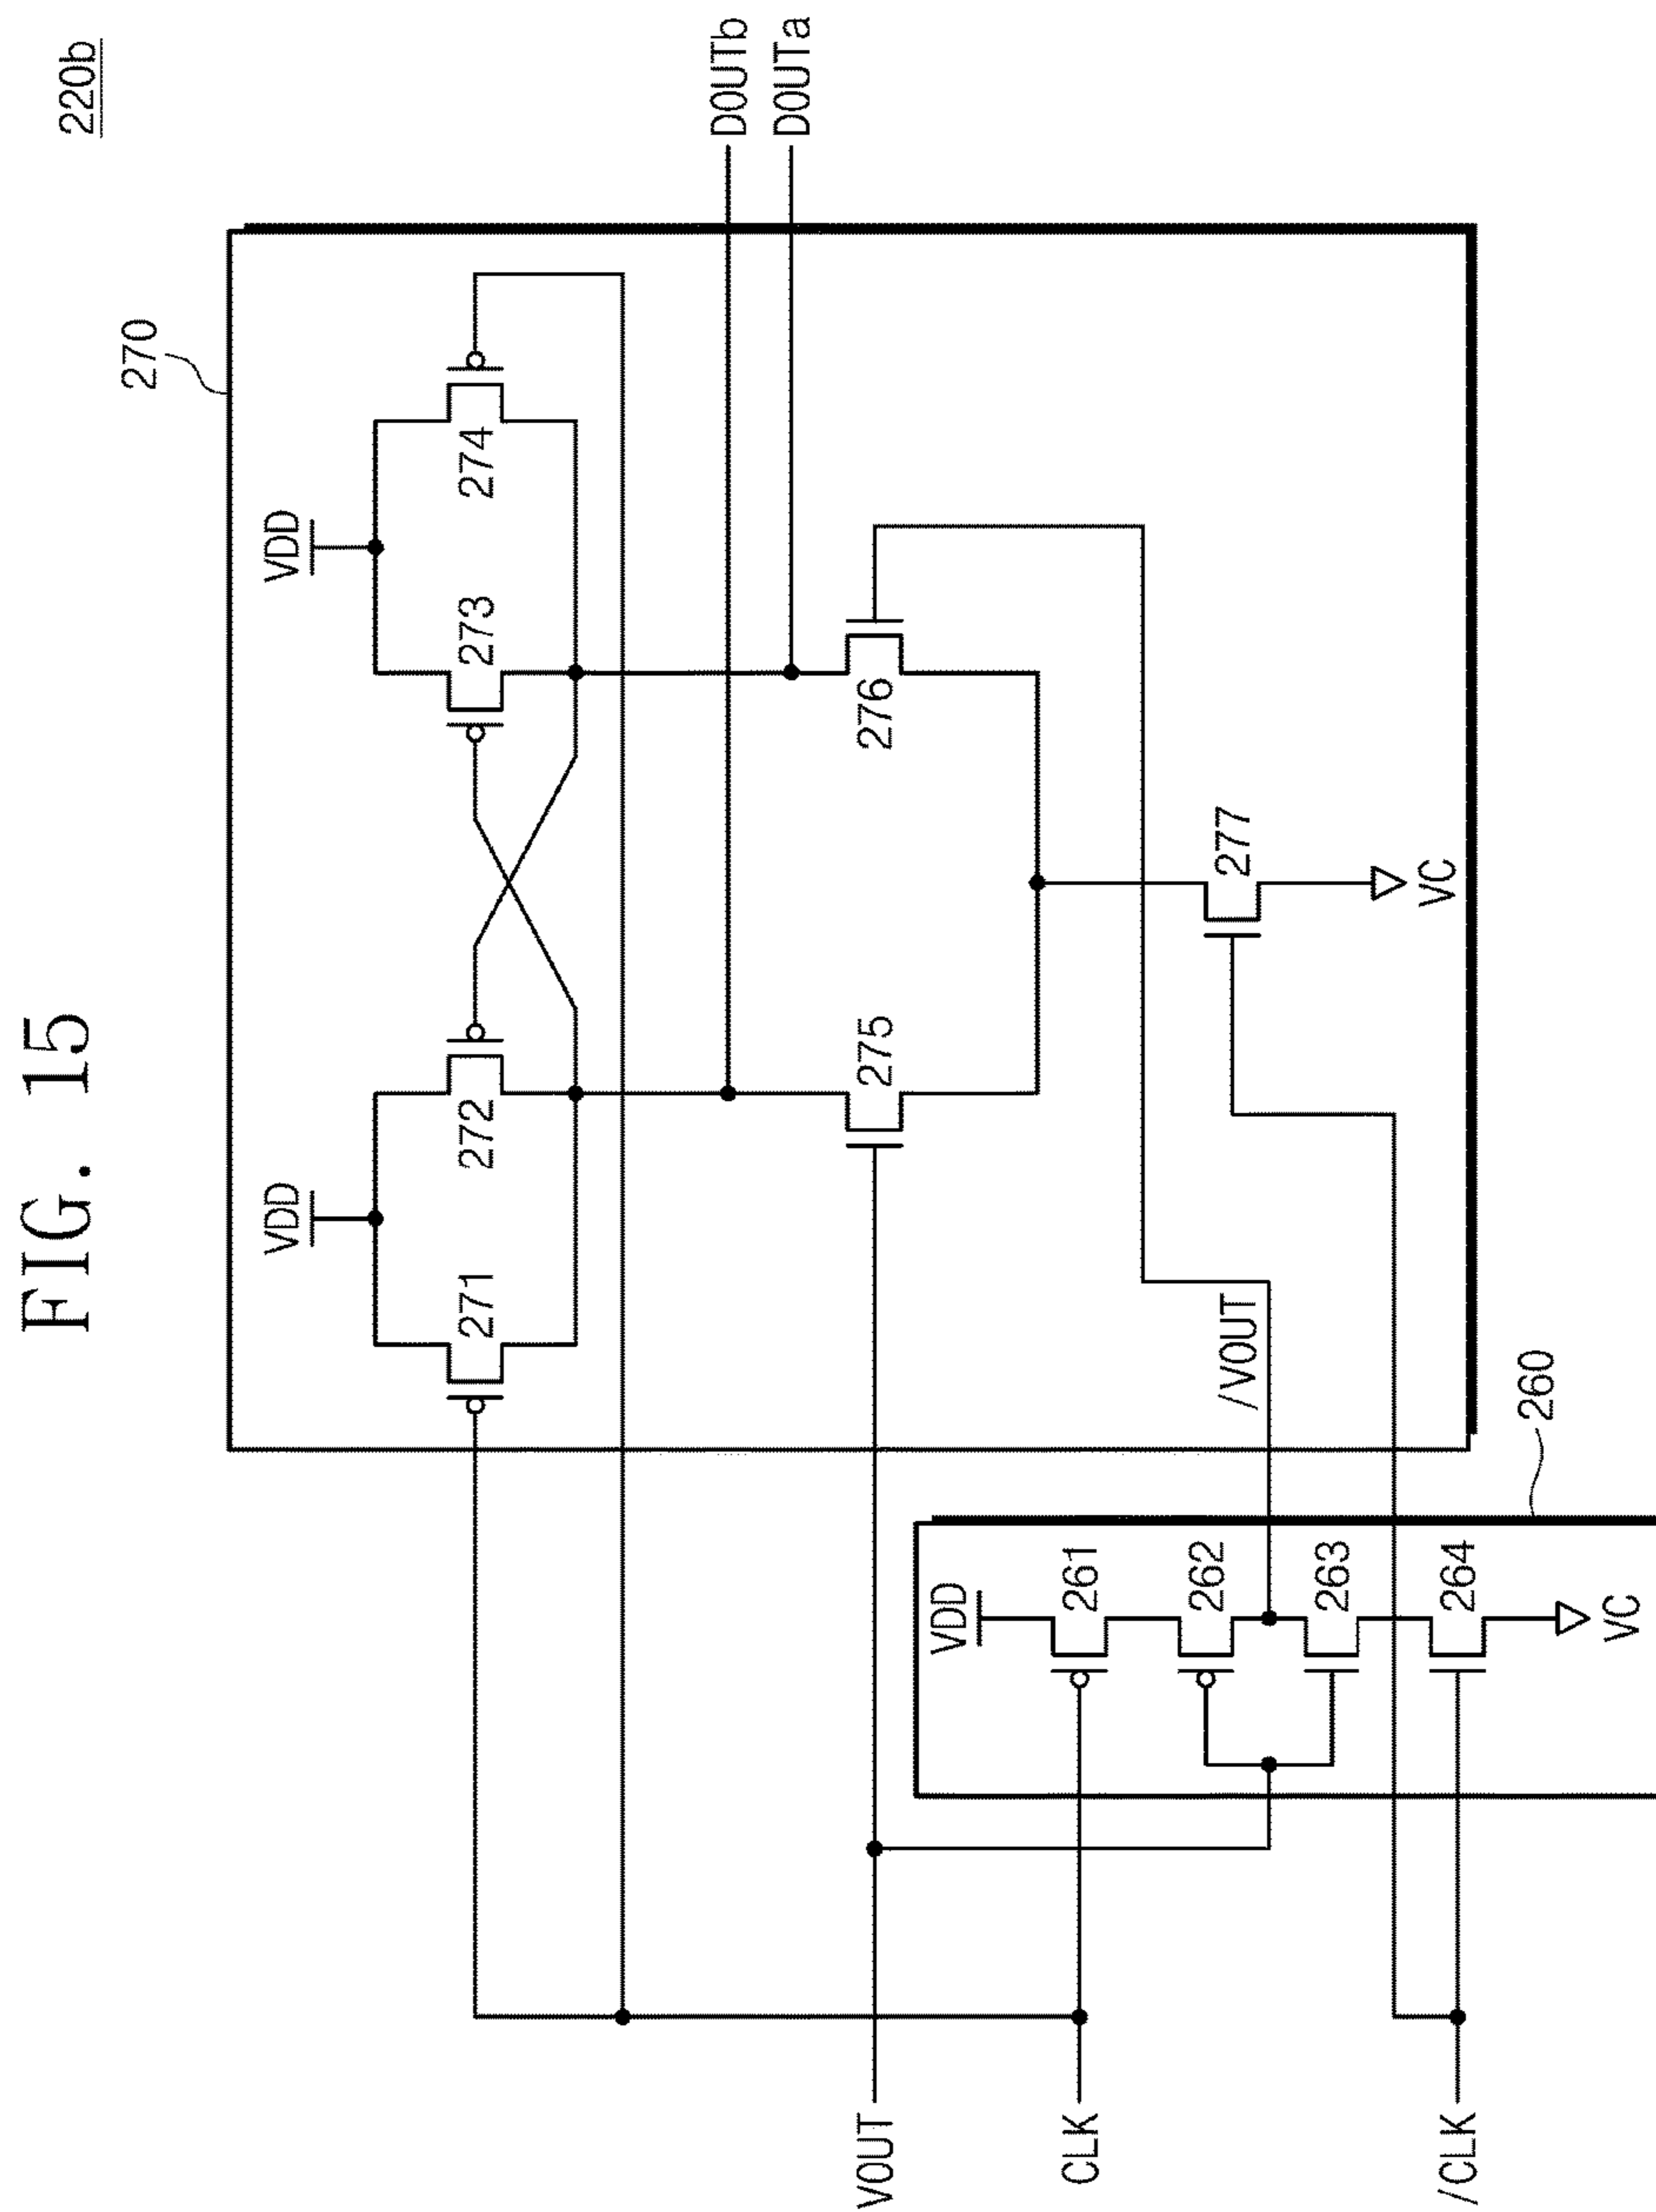 FIG. 15
220b
270
VDD
VDD
271
272
273
274
DOUTb
DOUTa
275
276
277
VC
/VOUT
260
VDD
261
262
263
264
VC
VOUT
CLK
/CLK